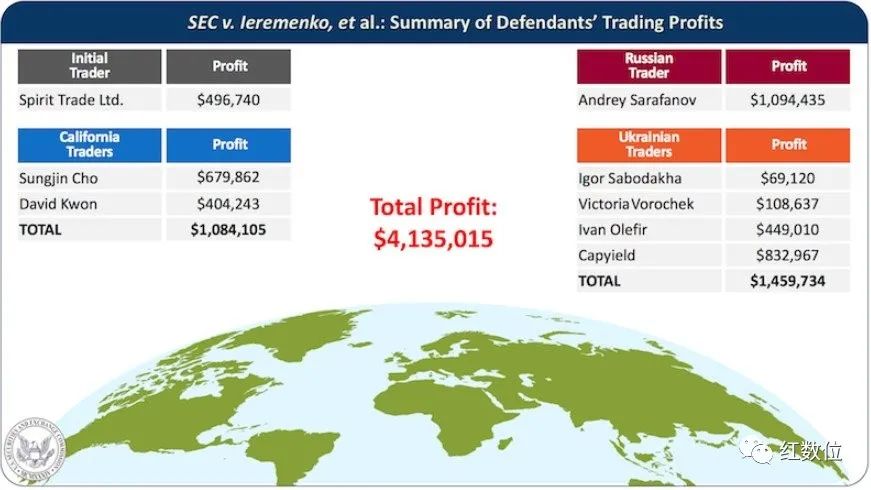 SEC v. Ieremenko, et al.: Summary of Defendants' Trading Profits
Initial
Trader
Profit
Spirit Trade Ltd. $496,740
California
Traders
Profit
Sungjin Cho $679,862
David Kwon $404,243
TOTAL $1,084,105
Total Profit:
$4,135,015
Russian
Trader
Profit
Andrey Sarafanov $1,094,435
Ukrainian
Traders
Profit
Igor Sabodakha $69,120
Victoria Vorochek $108,637
Ivan Olefir $449,010
Capyield $832,967
TOTAL $1,459,734
红数位